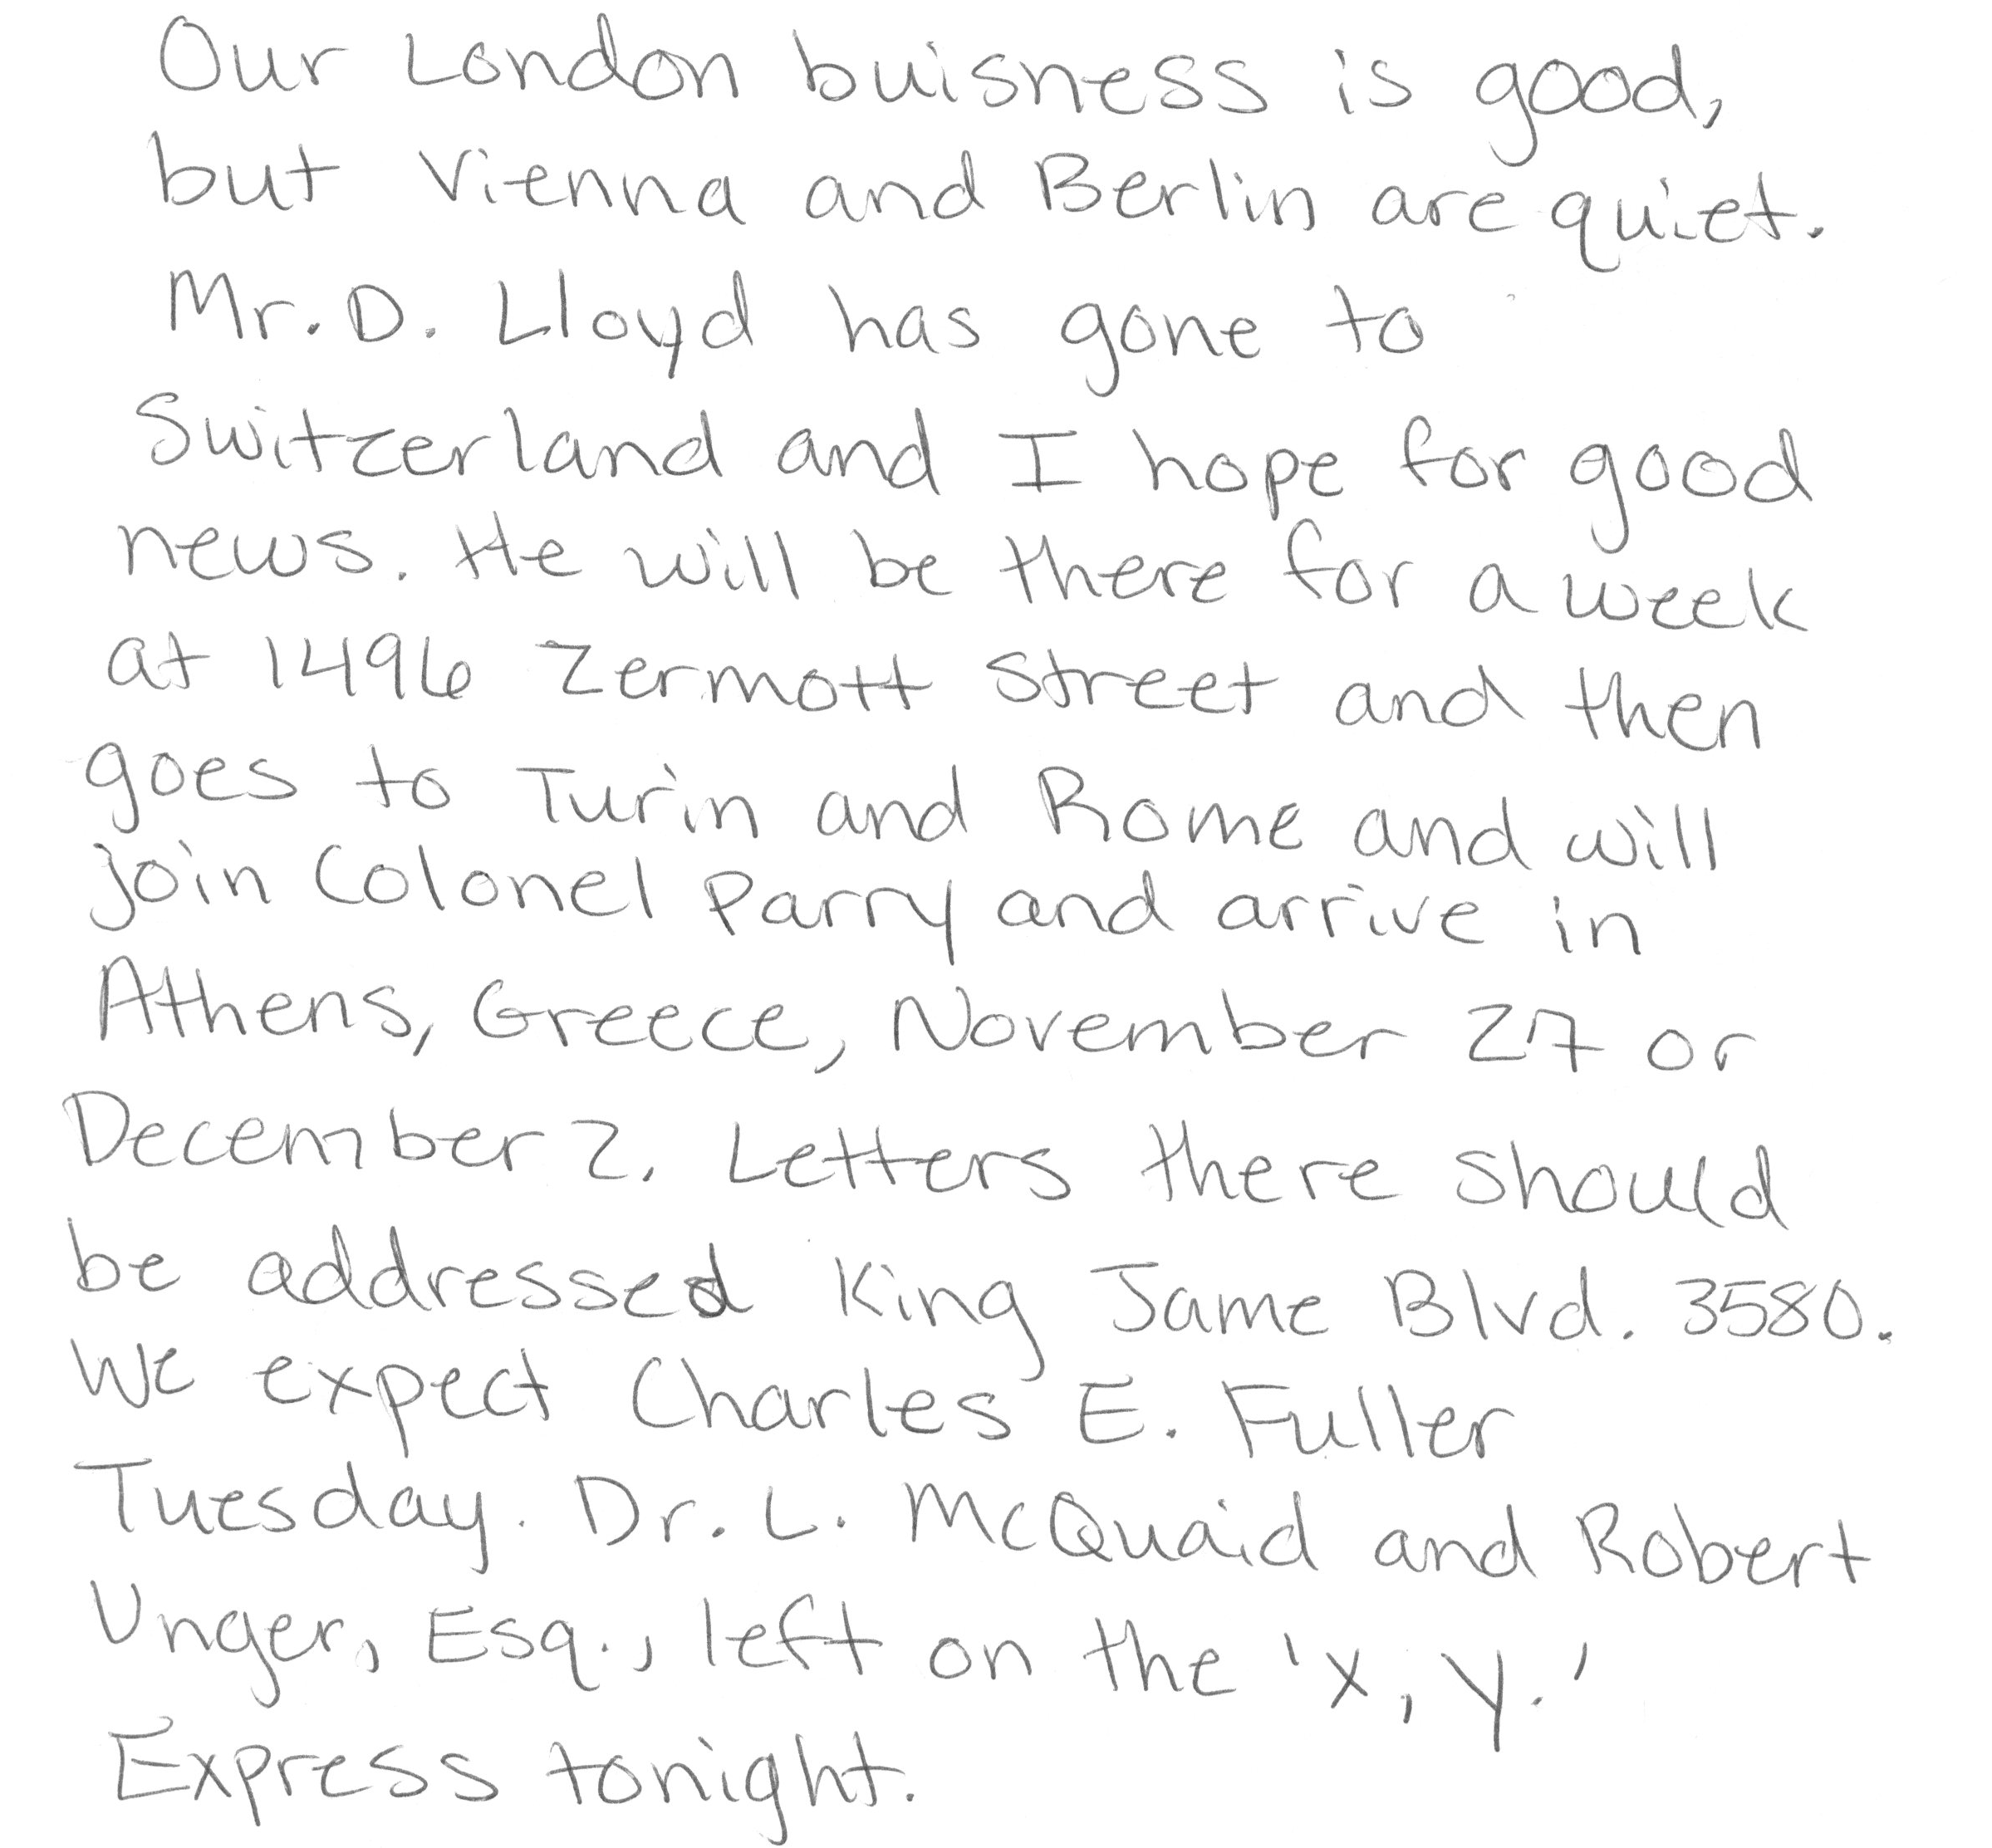 Our London buisness is good,
but Vienna and Berlin are quiet.
Mr. D. Lloyd has gone to
Switzerland and I hope for good
news. He will be there for a week
at 1496 Zermott Street and then
goes to Turin and Rome and will
join Colonel Parry and arrive in
Athens, Greece, November 27 or
December 2. Letters there should
be addressed King Jame Blvd. 3580.
We expect Charles E. Fuller
Tuesday. Dr. L. McQuaid and Robert
Unger, Esq., left on the 'X, Y.'
Express tonight.